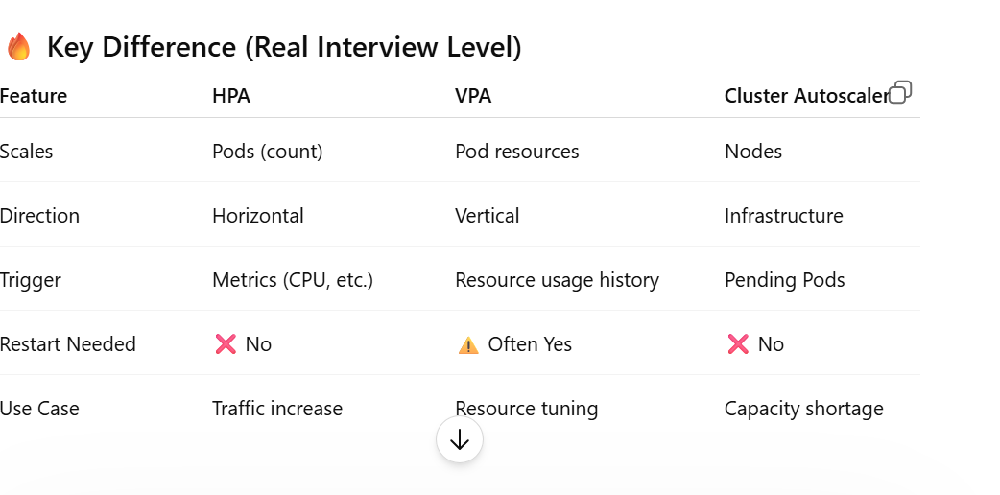 🔥 Key Difference (Real Interview Level)
Feature HPA VPA Cluster Autoscaler
Scales Pods (count) Pod resources Nodes
Direction Horizontal Vertical Infrastructure
Trigger Metrics (CPU, etc.) Resource usage history Pending Pods
Restart Needed ❌ No ⚠️ Often Yes ❌ No
Use Case Traffic increase Resource tuning Capacity shortage